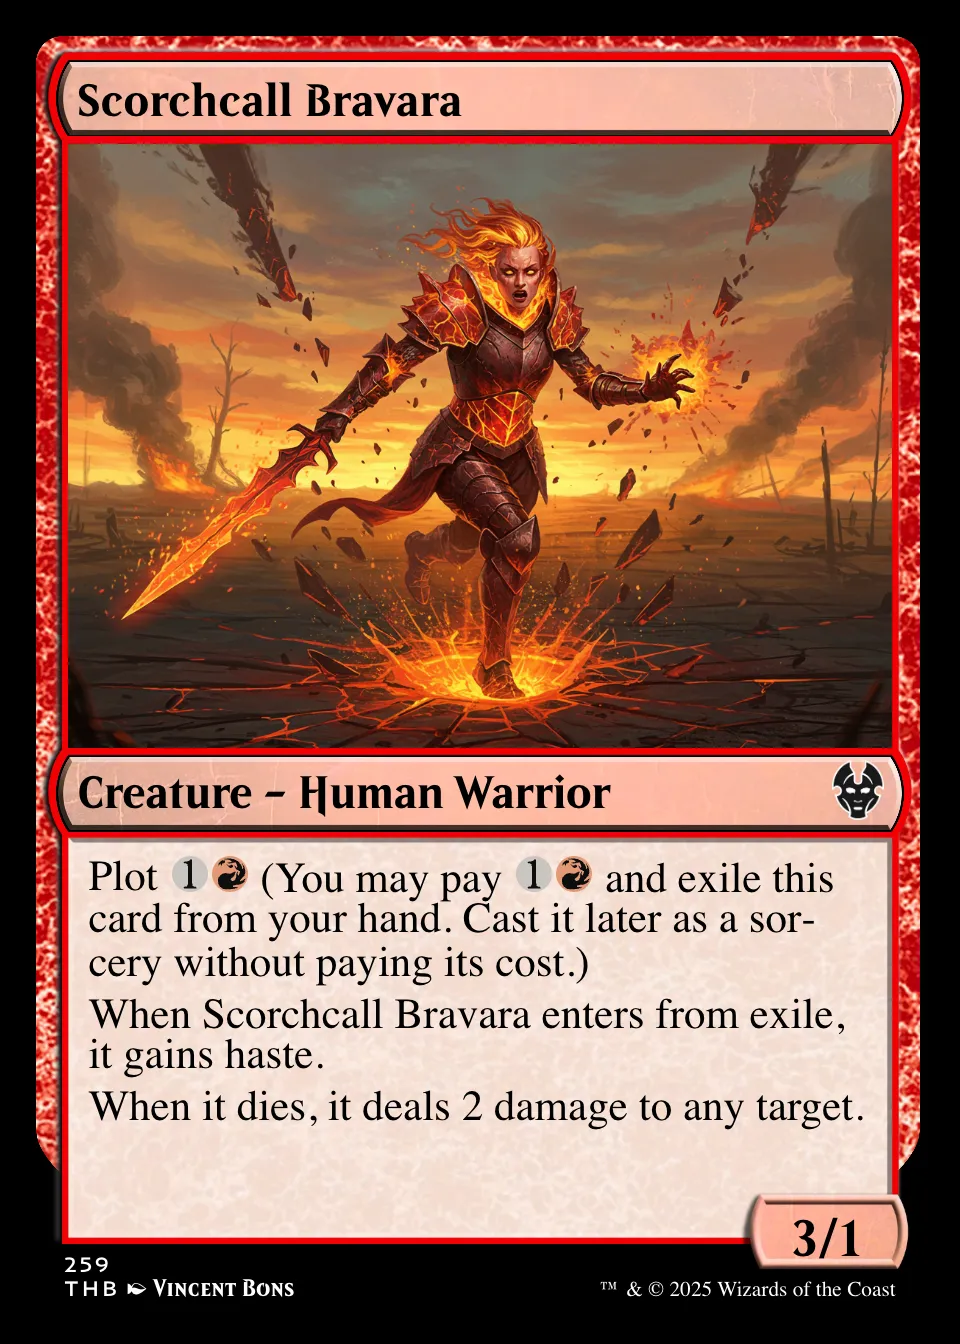 Scorchcall Bravara
Creature – Human Warrior
Plot 1 (You may pay 1 and exile this
card from your hand. Cast it later as a sor-
cery without paying its cost.)
When Scorchcall Bravara enters from exile,
it gains haste.
When it dies, it deals 2 damage to any target.
3/1
259
THB Vincent Bons
™ & © 2025 Wizards of the Coast